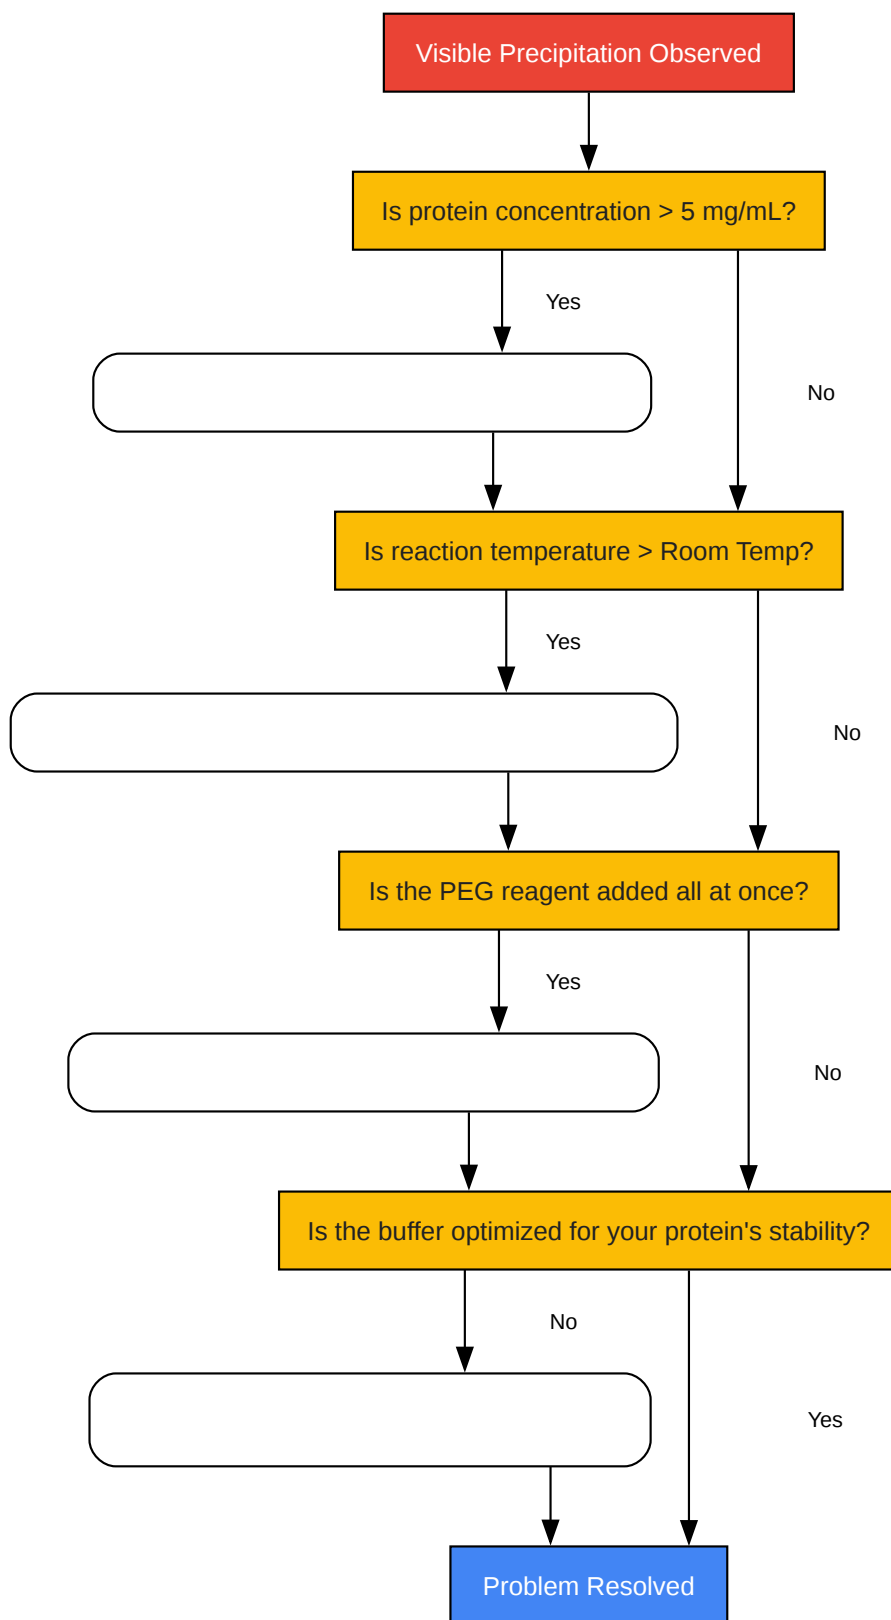 Visible Precipitation Observed
Is protein concentration > 5 mg/mL?
Yes
No
Is reaction temperature > Room Temp?
Yes
No
Is the PEG reagent added all at once?
Yes
No
Is the buffer optimized for your protein's stability?
No
Yes
Problem Resolved